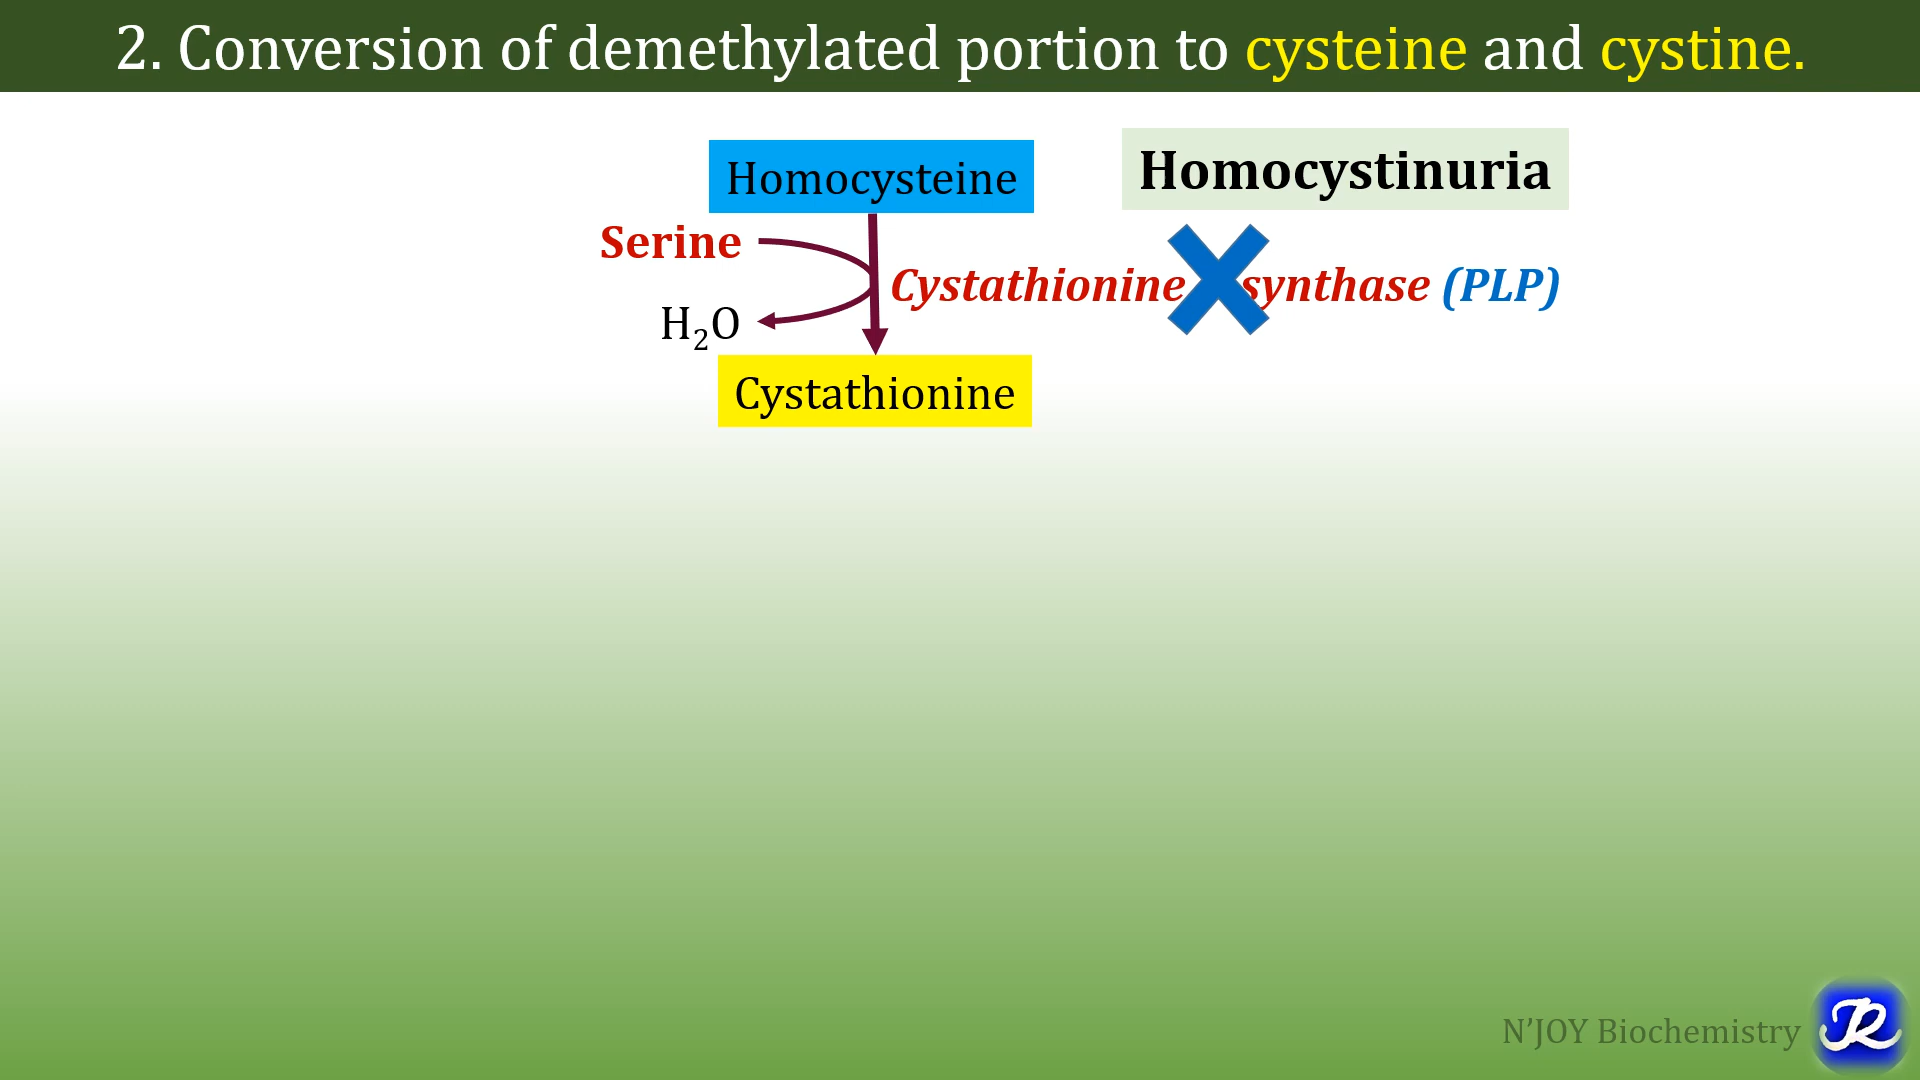 2. Conversion of demethylated portion to cysteine and cystine.
Homocysteine
Homocystinuria
Serine
Cystathionine synthase (PLP)
H₂O
Cystathionine
N’JOY Biochemistry